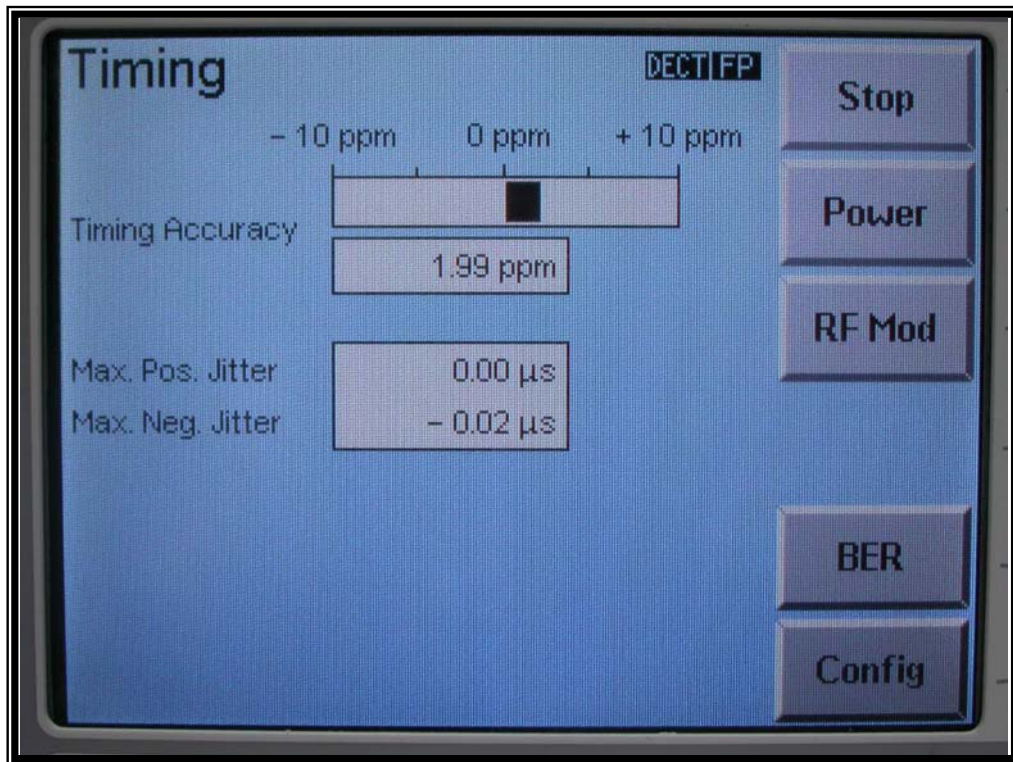 Timing
DECT FP
– 10 ppm 0 ppm + 10 ppm
Timing Accuracy
1.99 ppm
Max. Pos. Jitter 0.00 µs
Max. Neg. Jitter – 0.02 µs
Stop
Power
RF Mod
BER
Config